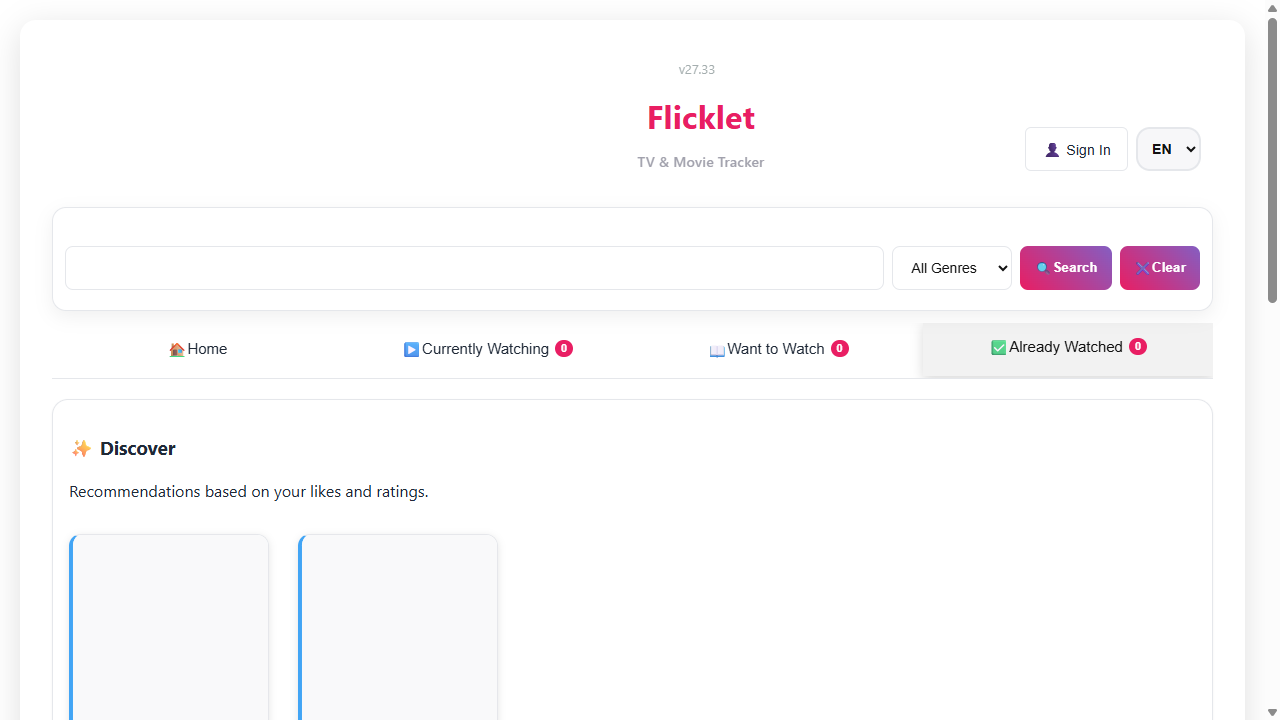 v27.33
Flicklet
TV & Movie Tracker
👤 Sign In
EN
All Genres
🔍 Search
❌ Clear
🏠 Home
▶️ Currently Watching 0
📖 Want to Watch 0
✅ Already Watched 0
✨ Discover
Recommendations based on your likes and ratings.